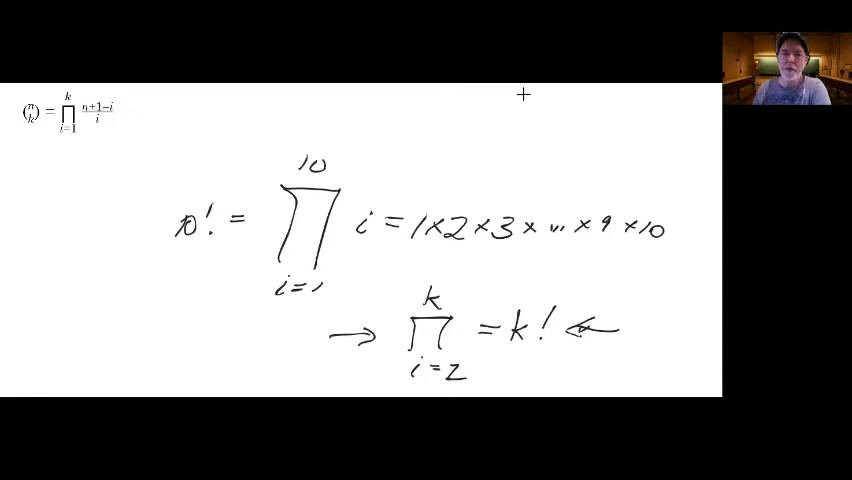 (n k) = k ∏ i=1 n+1−i / i
10! = 10 ∏ i=1 i = 1×2×3× ... ×9×10
→ k ∏ i=2 = k! ←